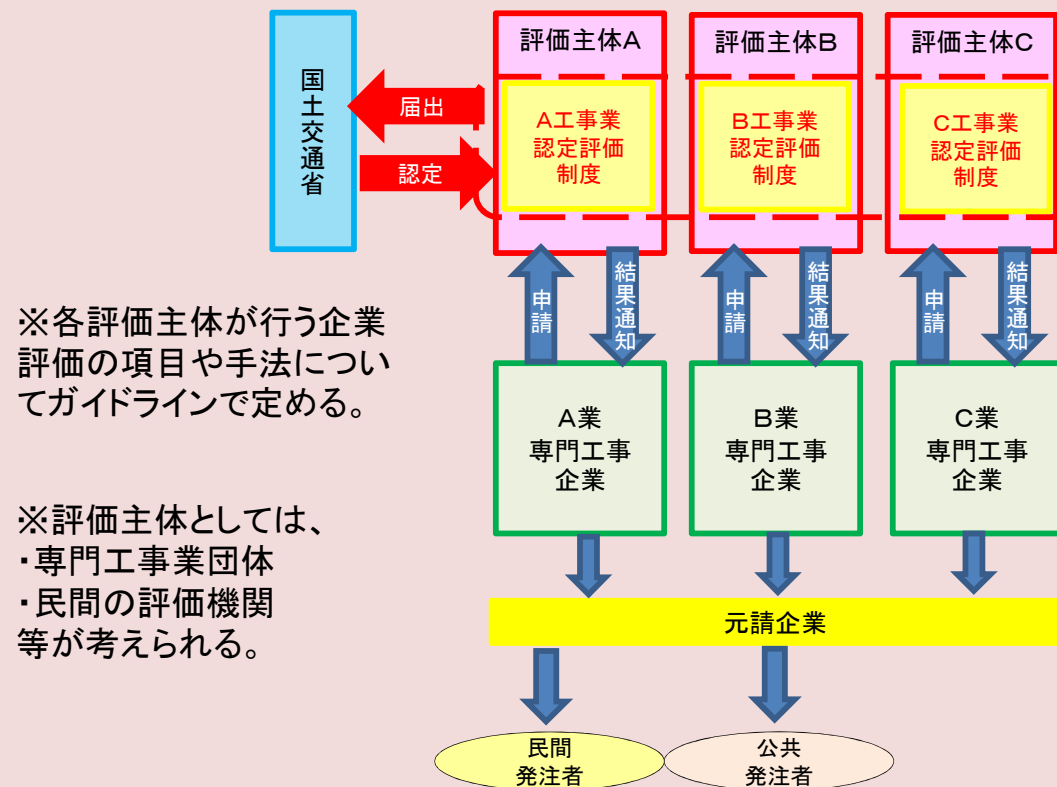 国土交通省
届出
認定
評価主体A
評価主体B
評価主体C
A工事業
認定評価
制度
B工事業
認定評価
制度
C工事業
認定評価
制度
申請
結果通知
申請
結果通知
申請
結果通知
※各評価主体が行う企業
評価の項目や手法につい
てガイドラインで定める。
※評価主体としては、
・専門工事業団体
・民間の評価機関
等が考えられる。
A業
専門工事
企業
B業
専門工事
企業
C業
専門工事
企業
元請企業
民間
発注者
公共
発注者